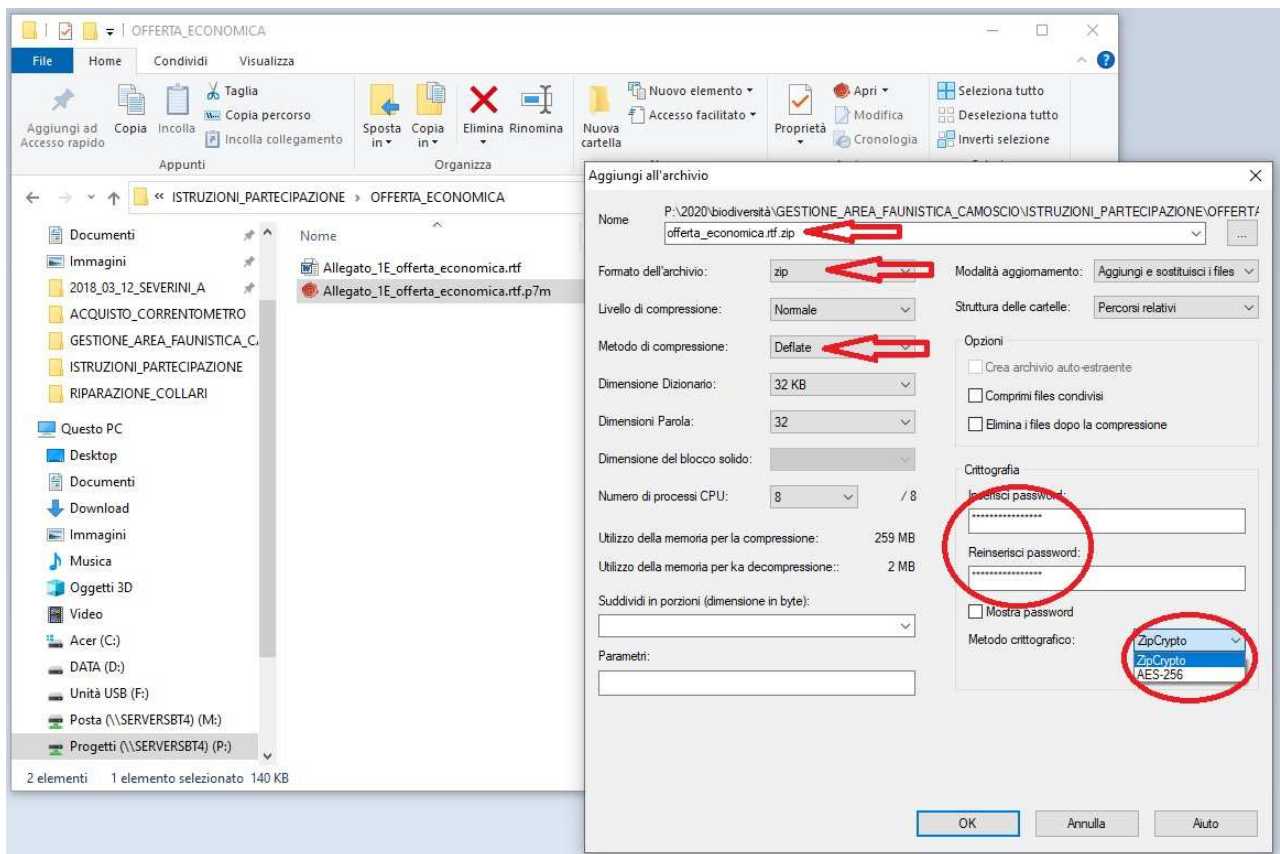 OFFERTA_ECONOMICA
File Home Condividi Visualizza
Aggiungi ad Accesso rapido
Copia
Incolla
Taglia
Copia percorso
Incolla collegamento
Appunti
Sposta in
Copia in
Elimina
Rinomina
Organizza
Nuova cartella
Nuovo elemento
Accesso facilitato
Proprietà
Apri
Modifica
Cronologia
Seleziona tutto
Deseleziona tutto
Inverti selezione
« ISTRUZIONI_PARTECIPAZIONE > OFFERTA_ECONOMICA
Documenti
Immagini
2018_03_12_SEVERINI_A
ACQUISTO_CORRENTOMETRO
GESTIONE_AREA_FAUNISTICA_C
ISTRUZIONI_PARTECIPAZIONE
RIPARAZIONE_COLLARI
Questo PC
Desktop
Documenti
Download
Immagini
Musica
Oggetti 3D
Video
Acer (C:)
DATA (D:)
Unità USB (F:)
Posta (\\SERVERSBT4) (M:)
Progetti (\\SERVERSBT4) (P:)
Nome
Allegato_1E_offerta_economica.rtf
Allegato_1E_offerta_economica.rtf.p7m
2 elementi 1 elemento selezionato 140 KB
Aggiungi all'archivio
Nome
P:\2020\biodiversità\GESTIONE_AREA_FAUNISTICA_CAMOSCIO\ISTRUZIONI_PARTECIPAZIONE\OFFERTA
offerta_economica.rtf.zip
...
Formato dell'archivio: zip
Livello di compressione: Normale
Metodo di compressione: Deflate
Dimensione Dizionario: 32 KB
Dimensioni Parola: 32
Dimensione del blocco solido:
Numero di processi CPU: 8 / 8
Utilizzo della memoria per la compressione: 259 MB
Utilizzo della memoria per ka decompressione:: 2 MB
Suddividi in porzioni (dimensione in byte):
Parametri:
Modalità aggiornamento: Aggiungi e sostituisci i files
Struttura delle cartelle: Percorsi relativi
Opzioni
Crea archivio auto-estraente
Comprimi files condivisi
Elimina i files dopo la compressione
Crittografia
Inserisci password:
****************
Reinserisci password:
****************
Mostra password
Metodo crittografico: ZipCrypto
ZipCrypto
AES-256
OK Annulla Aiuto